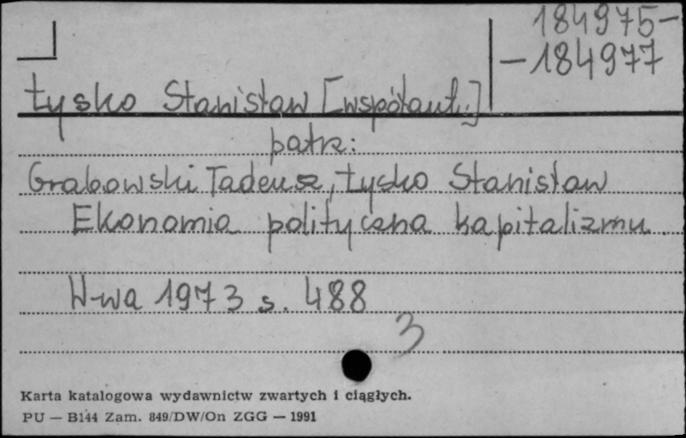 184975-
-184977
Łysko Stanisław [współaut.]
patrz:
Grabowski Tadeusz, Łysko Stanisław
Ekonomia polityczna kapitalizmu
W-wa 1973 s. 488
3
Karta katalogowa wydawnictw zwartych i ciągłych.
PU — B144 Zam. 849/DW/On ZGG — 1991